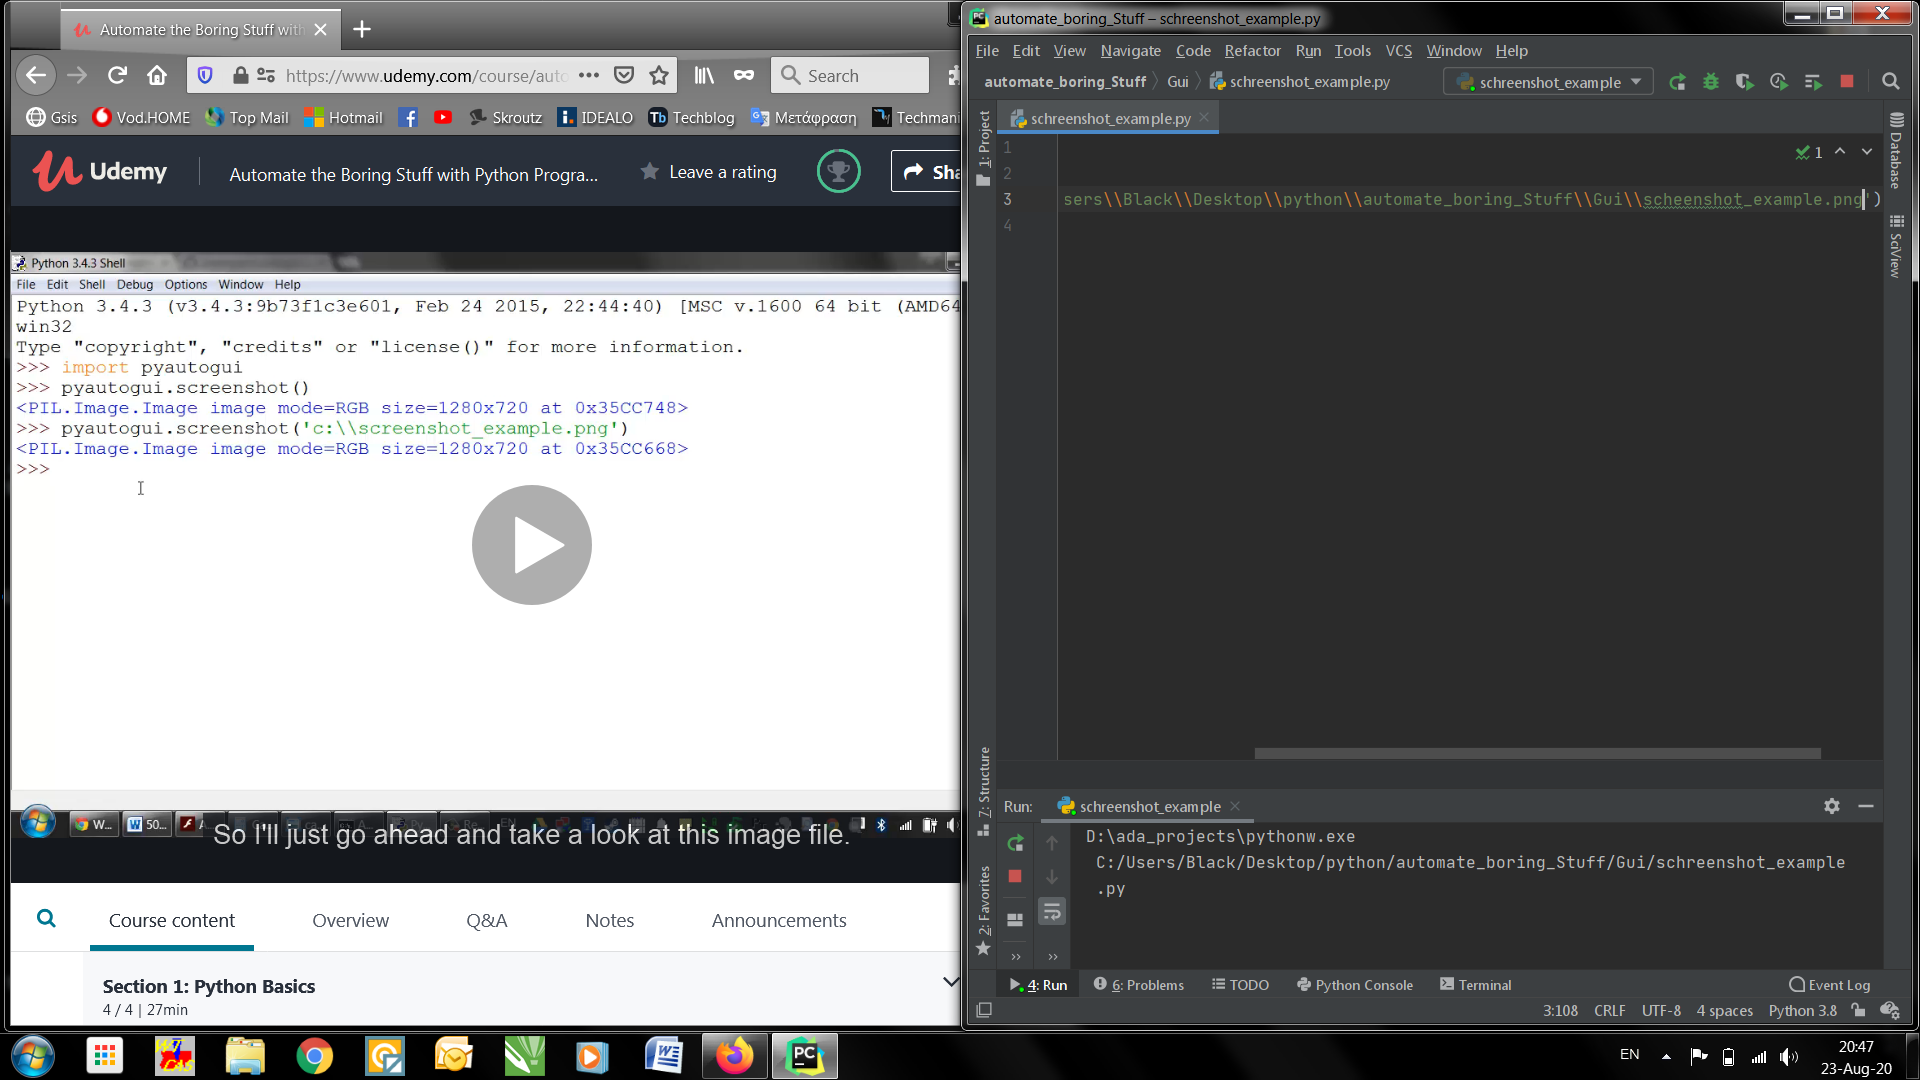 Automate the Boring Stuff with
https://www.udemy.com/course/auto
Search
Gsis
Vod.HOME
Top Mail
Hotmail
Skroutz
IDEALO
Techblog
Μετάφραση
Techmani
Udemy
Automate the Boring Stuff with Python Progra...
Leave a rating
Sha
Python 3.4.3 Shell
File Edit Shell Debug Options Window Help
Python 3.4.3 (v3.4.3:9b73f1c3e601, Feb 24 2015, 22:44:40) [MSC v.1600 64 bit (AMD64
win32
Type "copyright", "credits" or "license()" for more information.
>>> import pyautogui
>>> pyautogui.screenshot()
<PIL.Image.Image image mode=RGB size=1280x720 at 0x35CC748>
>>> pyautogui.screenshot('c:\\screenshot_example.png')
<PIL.Image.Image image mode=RGB size=1280x720 at 0x35CC668>
>>>
W...
50...
So I'll just go ahead and take a look at this image file.
Course content
Overview
Q&A
Notes
Announcements
Section 1: Python Basics
4 / 4 | 27min
automate_boring_Stuff – schreenshot_example.py
File Edit View Navigate Code Refactor Run Tools VCS Window Help
automate_boring_Stuff
Gui
schreenshot_example.py
schreenshot_example
schreenshot_example.py
1: Project
Database
SciView
1
1
2
3 sers\\Black\\Desktop\\python\\automate_boring_Stuff\\Gui\\scheenshot_example.png')
4
7: Structure
2: Favorites
Run: schreenshot_example
D:\ada_projects\pythonw.exe
C:/Users/Black/Desktop/python/automate_boring_Stuff/Gui/schreenshot_example
.py
4: Run
6: Problems
TODO
Python Console
Terminal
Event Log
3:108 CRLF UTF-8 4 spaces Python 3.8
EN
20:47
23-Aug-20